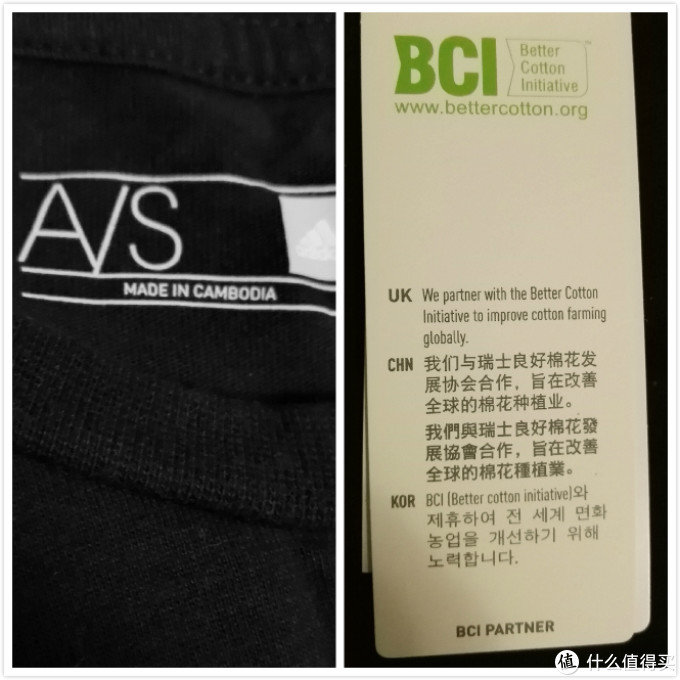 A/S
MADE IN CAMBODIA
BCI
Better
Cotton
Initiative
TM
www.bettercotton.org
UK We partner with the Better Cotton
Initiative to improve cotton farming
globally.
CHN 我们与瑞士良好棉花发
展协会合作，旨在改善
全球的棉花种植业。
我們與瑞士良好棉花發
展協會合作，旨在改善
全球的棉花種植業。
KOR BCI (Better cotton initiative)와
제휴하여 전 세계 면화
농업을 개선하기 위해
노력합니다.
BCI PARTNER
值 什么值得买